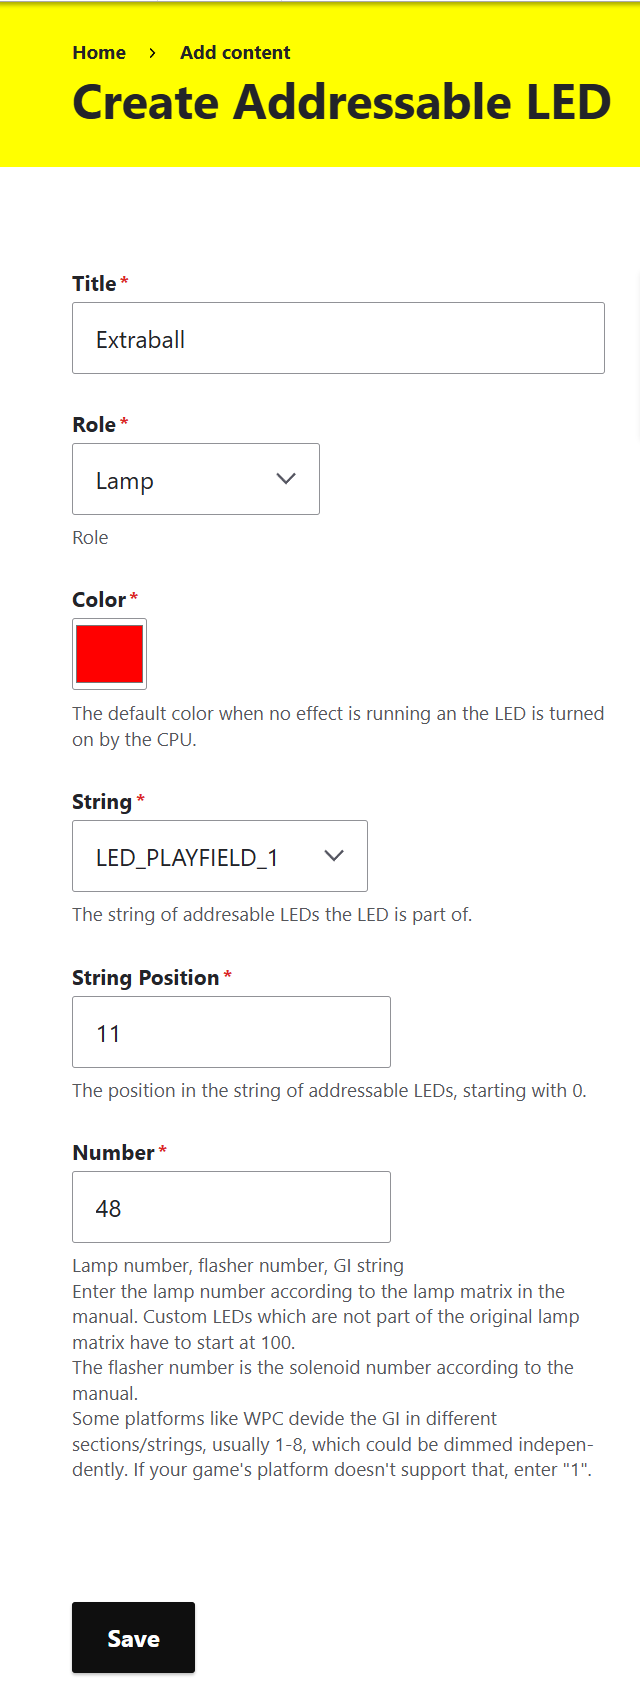 Home > Add content
Create Addressable LED
Title*
Extraball
Role*
Lamp
Role
Color*
The default color when no effect is running an the LED is turned
on by the CPU.
String*
LED_PLAYFIELD_1
The string of addresable LEDs the LED is part of.
String Position*
11
The position in the string of addressable LEDs, starting with 0.
Number*
48
Lamp number, flasher number, GI string
Enter the lamp number according to the lamp matrix in the
manual. Custom LEDs which are not part of the original lamp
matrix have to start at 100.
The flasher number is the solenoid number according to the
manual.
Some platforms like WPC devide the GI in different
sections/strings, usually 1-8, which could be dimmed indepen-
dently. If your game's platform doesn't support that, enter "1".
Save